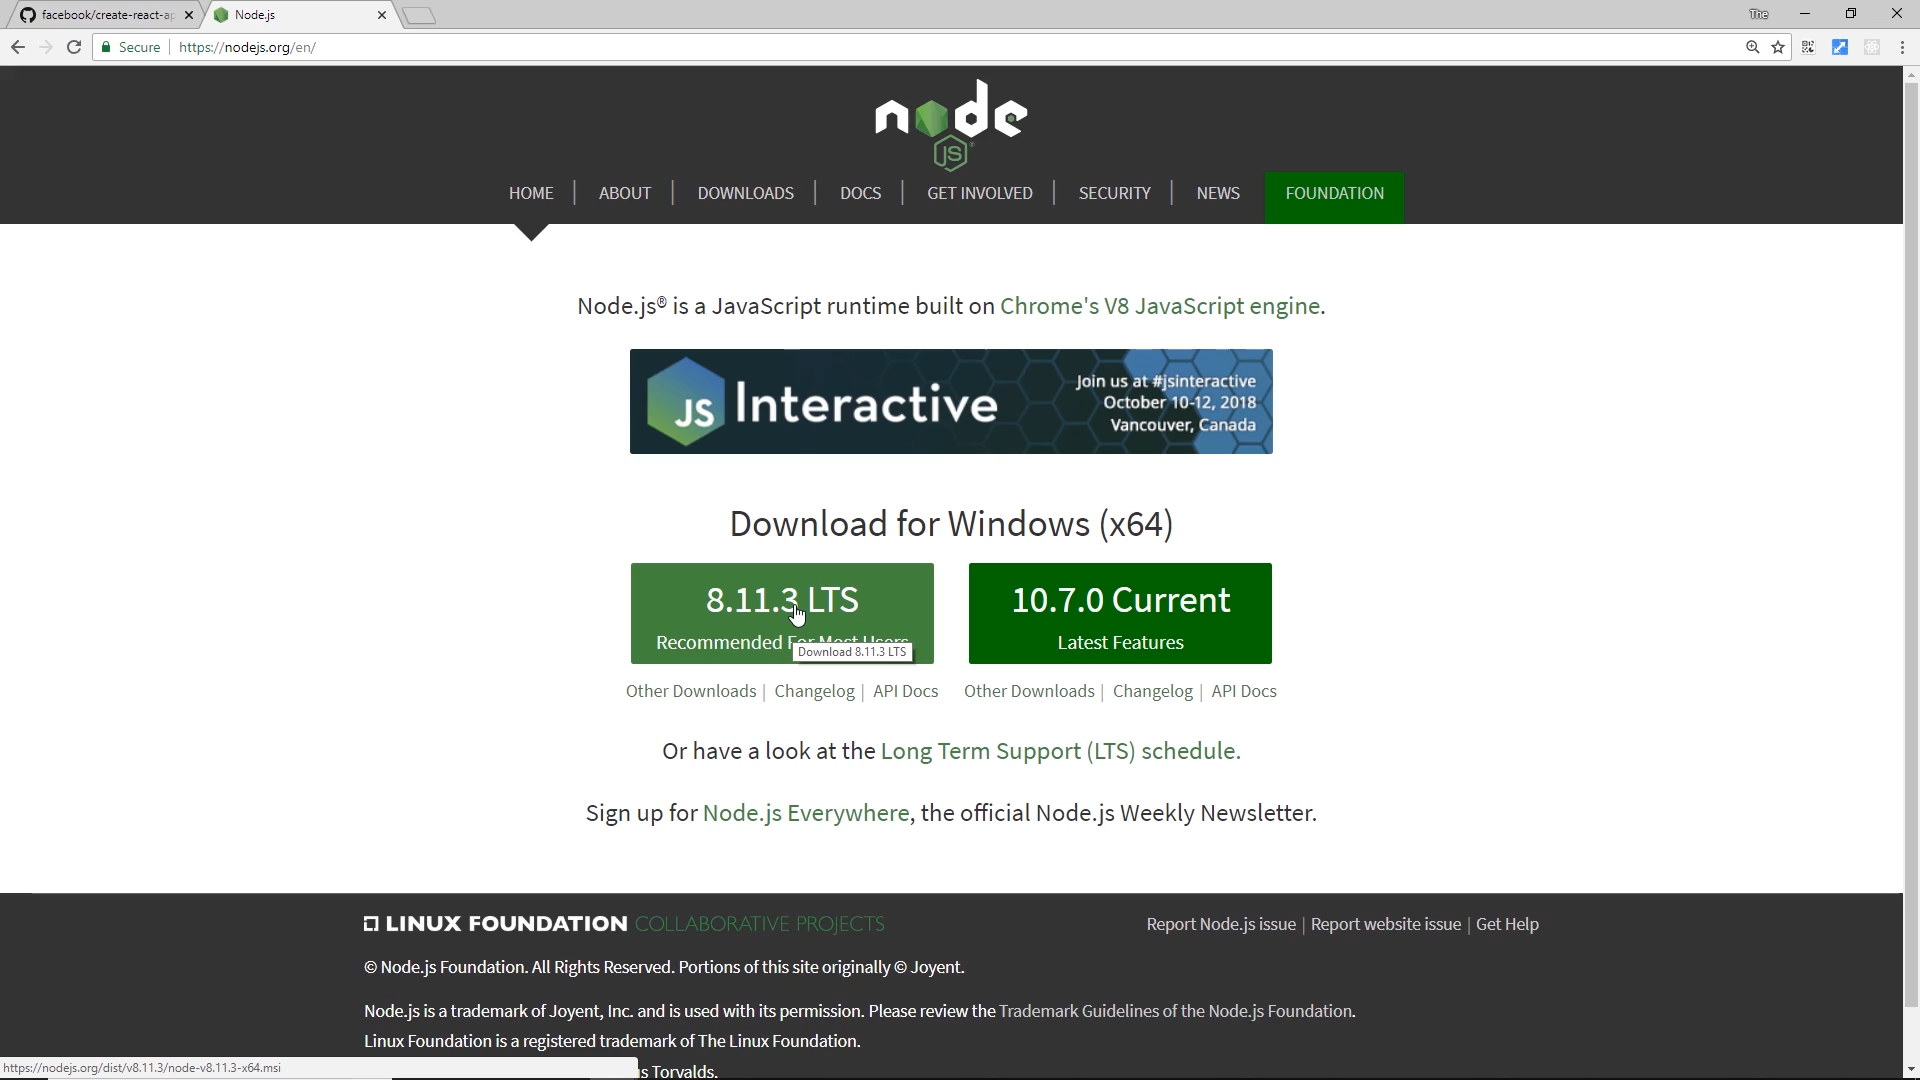 facebook/create-react-ap
Node.js
The
Secure
https://nodejs.org/en/
node
JS
HOME
ABOUT
DOWNLOADS
DOCS
GET INVOLVED
SECURITY
NEWS
FOUNDATION
Node.js® is a JavaScript runtime built on Chrome's V8 JavaScript engine.
JS Interactive
Join us at #jsinteractive
October 10-12, 2018
Vancouver, Canada
Download for Windows (x64)
8.11.3 LTS
Recommended For Most Users
Download 8.11.3 LTS
10.7.0 Current
Latest Features
Other Downloads | Changelog | API Docs
Other Downloads | Changelog | API Docs
Or have a look at the Long Term Support (LTS) schedule.
Sign up for Node.js Everywhere, the official Node.js Weekly Newsletter.
LINUX FOUNDATION COLLABORATIVE PROJECTS
Report Node.js issue | Report website issue | Get Help
© Node.js Foundation. All Rights Reserved. Portions of this site originally © Joyent.
Node.js is a trademark of Joyent, Inc. and is used with its permission. Please review the Trademark Guidelines of the Node.js Foundation.
Linux Foundation is a registered trademark of The Linux Foundation.
s Torvalds.
https://nodejs.org/dist/v8.11.3/node-v8.11.3-x64.msi